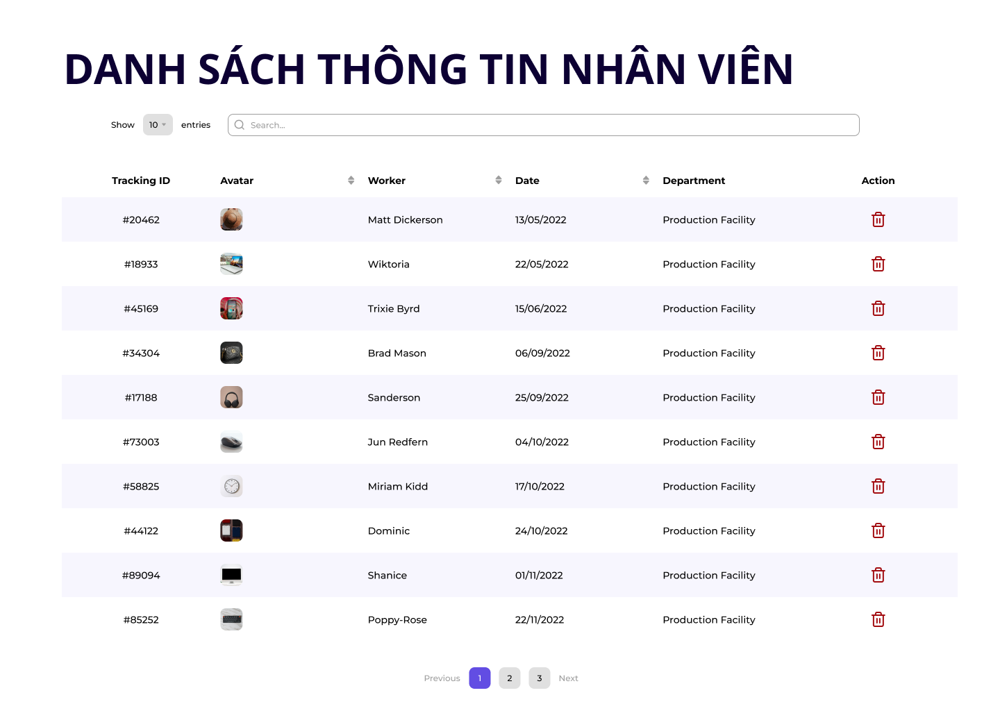 DANH SÁCH THÔNG TIN NHÂN VIÊN
Show 10 entries Search...
Tracking ID Avatar Worker Date Department Action
#20462 Matt Dickerson 13/05/2022 Production Facility
#18933 Wiktoria 22/05/2022 Production Facility
#45169 Trixie Byrd 15/06/2022 Production Facility
#34304 Brad Mason 06/09/2022 Production Facility
#17188 Sanderson 25/09/2022 Production Facility
#73003 Jun Redfern 04/10/2022 Production Facility
#58825 Miriam Kidd 17/10/2022 Production Facility
#44122 Dominic 24/10/2022 Production Facility
#89094 Shanice 01/11/2022 Production Facility
#85252 Poppy-Rose 22/11/2022 Production Facility
Previous 1 2 3 Next